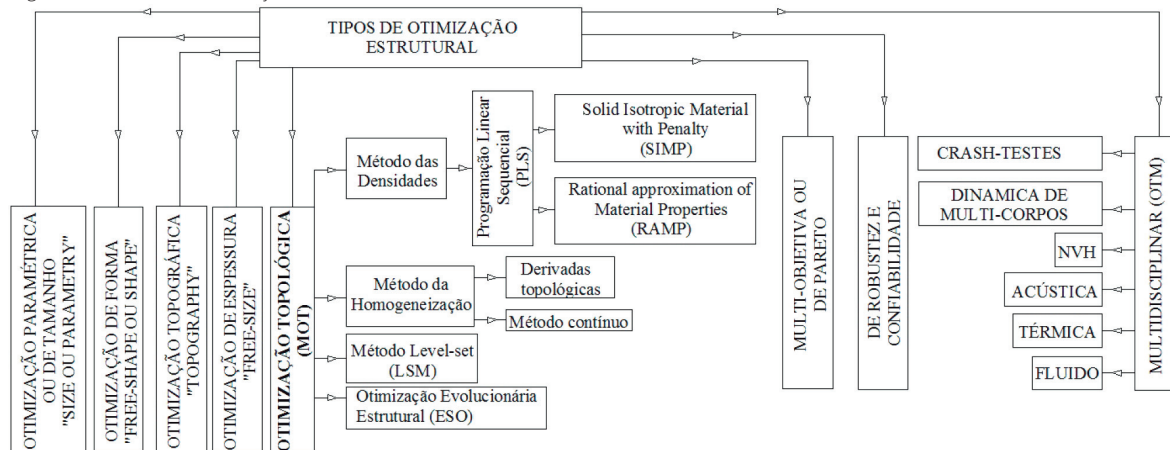 TIPOS DE OTIMIZAÇÃO
ESTRUTURAL
OTIMIZAÇÃO PARAMÉTRICA
OU DE TAMANHO
"SIZE OU PARAMETRY"
OTIMIZAÇÃO DE FORMA
"FREE-SHAPE OU SHAPE"
OTIMIZAÇÃO TOPOGRÁFICA
"TOPOGRAPHY"
OTIMIZAÇÃO DE ESPESSURA
"FREE-SIZE"
OTIMIZAÇÃO TOPOLÓGICA
(MOT)
Método das
Densidades
Programação Linear
Sequencial
(PLS)
Solid Isotropic Material
with Penalty
(SIMP)
Rational approximation of
Material Properties
(RAMP)
Método da
Homogeneização
Derivadas
topológicas
Método contínuo
Método Level-set
(LSM)
Otimização Evolucionária
Estrutural (ESO)
MULTI-OBJETIVA OU
DE PARETO
DE ROBUSTEZ E
CONFIABILIDADE
MULTIDISCIPLINAR (OTM)
CRASH-TESTES
DINAMICA DE
MULTI-CORPOS
NVH
ACÚSTICA
TÉRMICA
FLUIDO